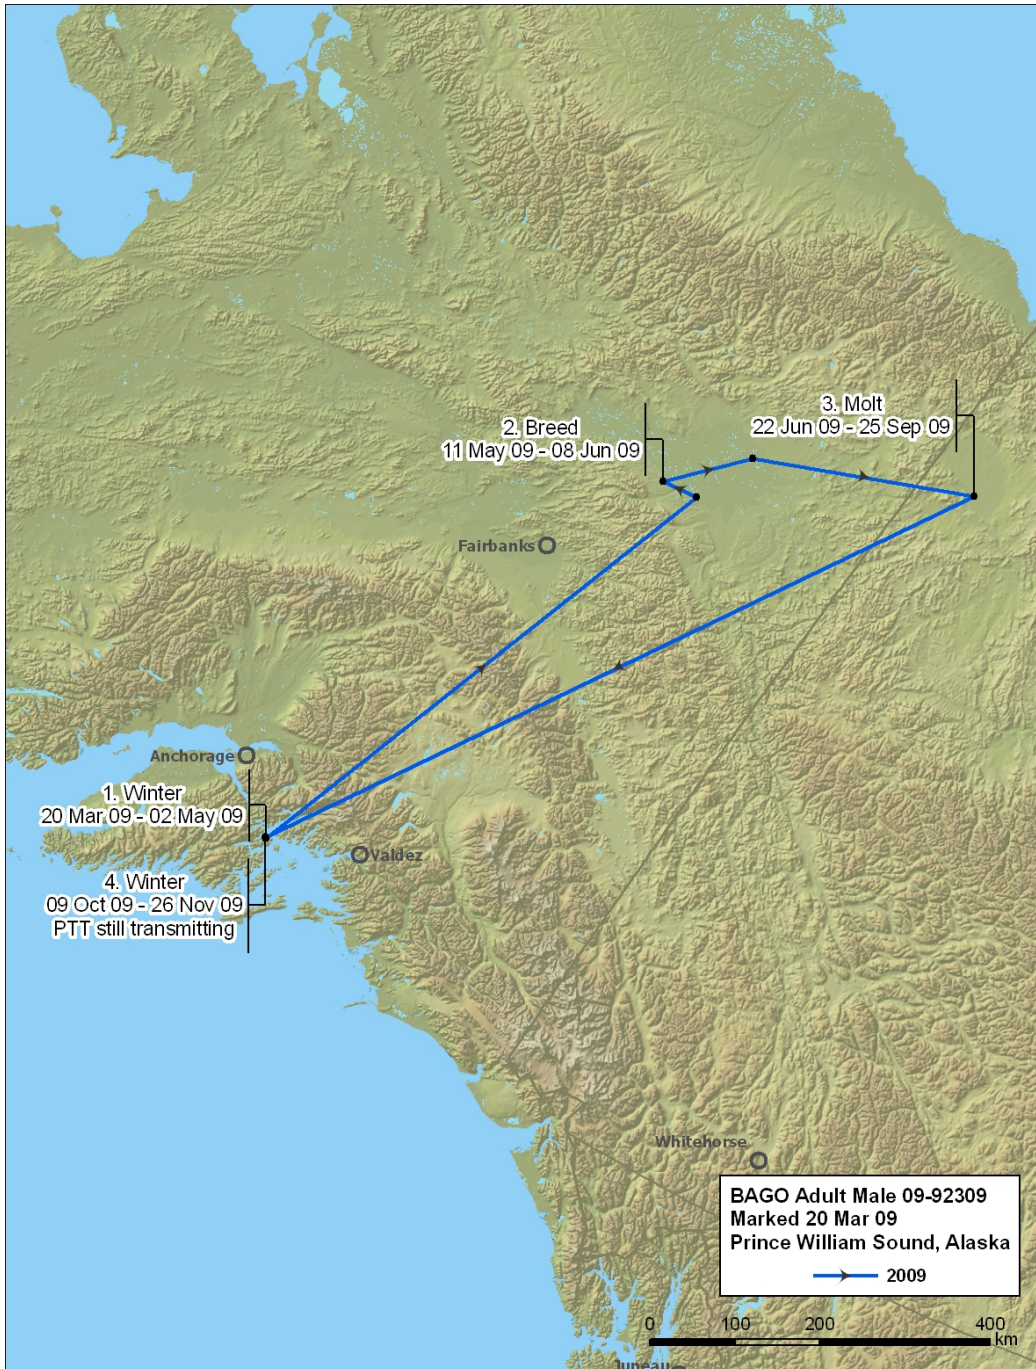 3. Molt
22 Jun 09 - 25 Sep 09
2. Breed
11 May 09 - 08 Jun 09
Fairbanks
Anchorage
1. Winter
20 Mar 09 - 02 May 09
Valdez
4. Winter
09 Oct 09 - 26 Nov 09
PTT still transmitting
Whitehorse
BAGO Adult Male 09-92309
Marked 20 Mar 09
Prince William Sound, Alaska
2009
0 100 200 400
km
Juneau